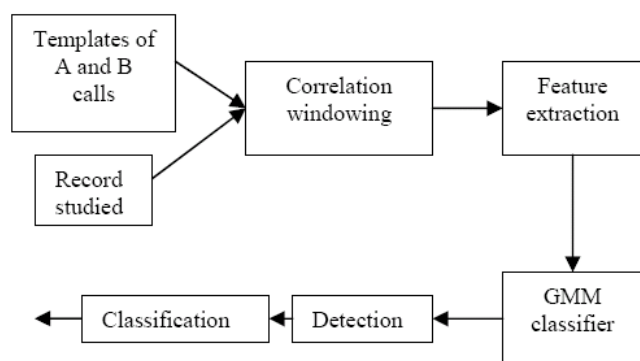 Templates of
A and B
calls
Record
studied
Correlation
windowing
Feature
extraction
GMM
classifier
Detection
Classification